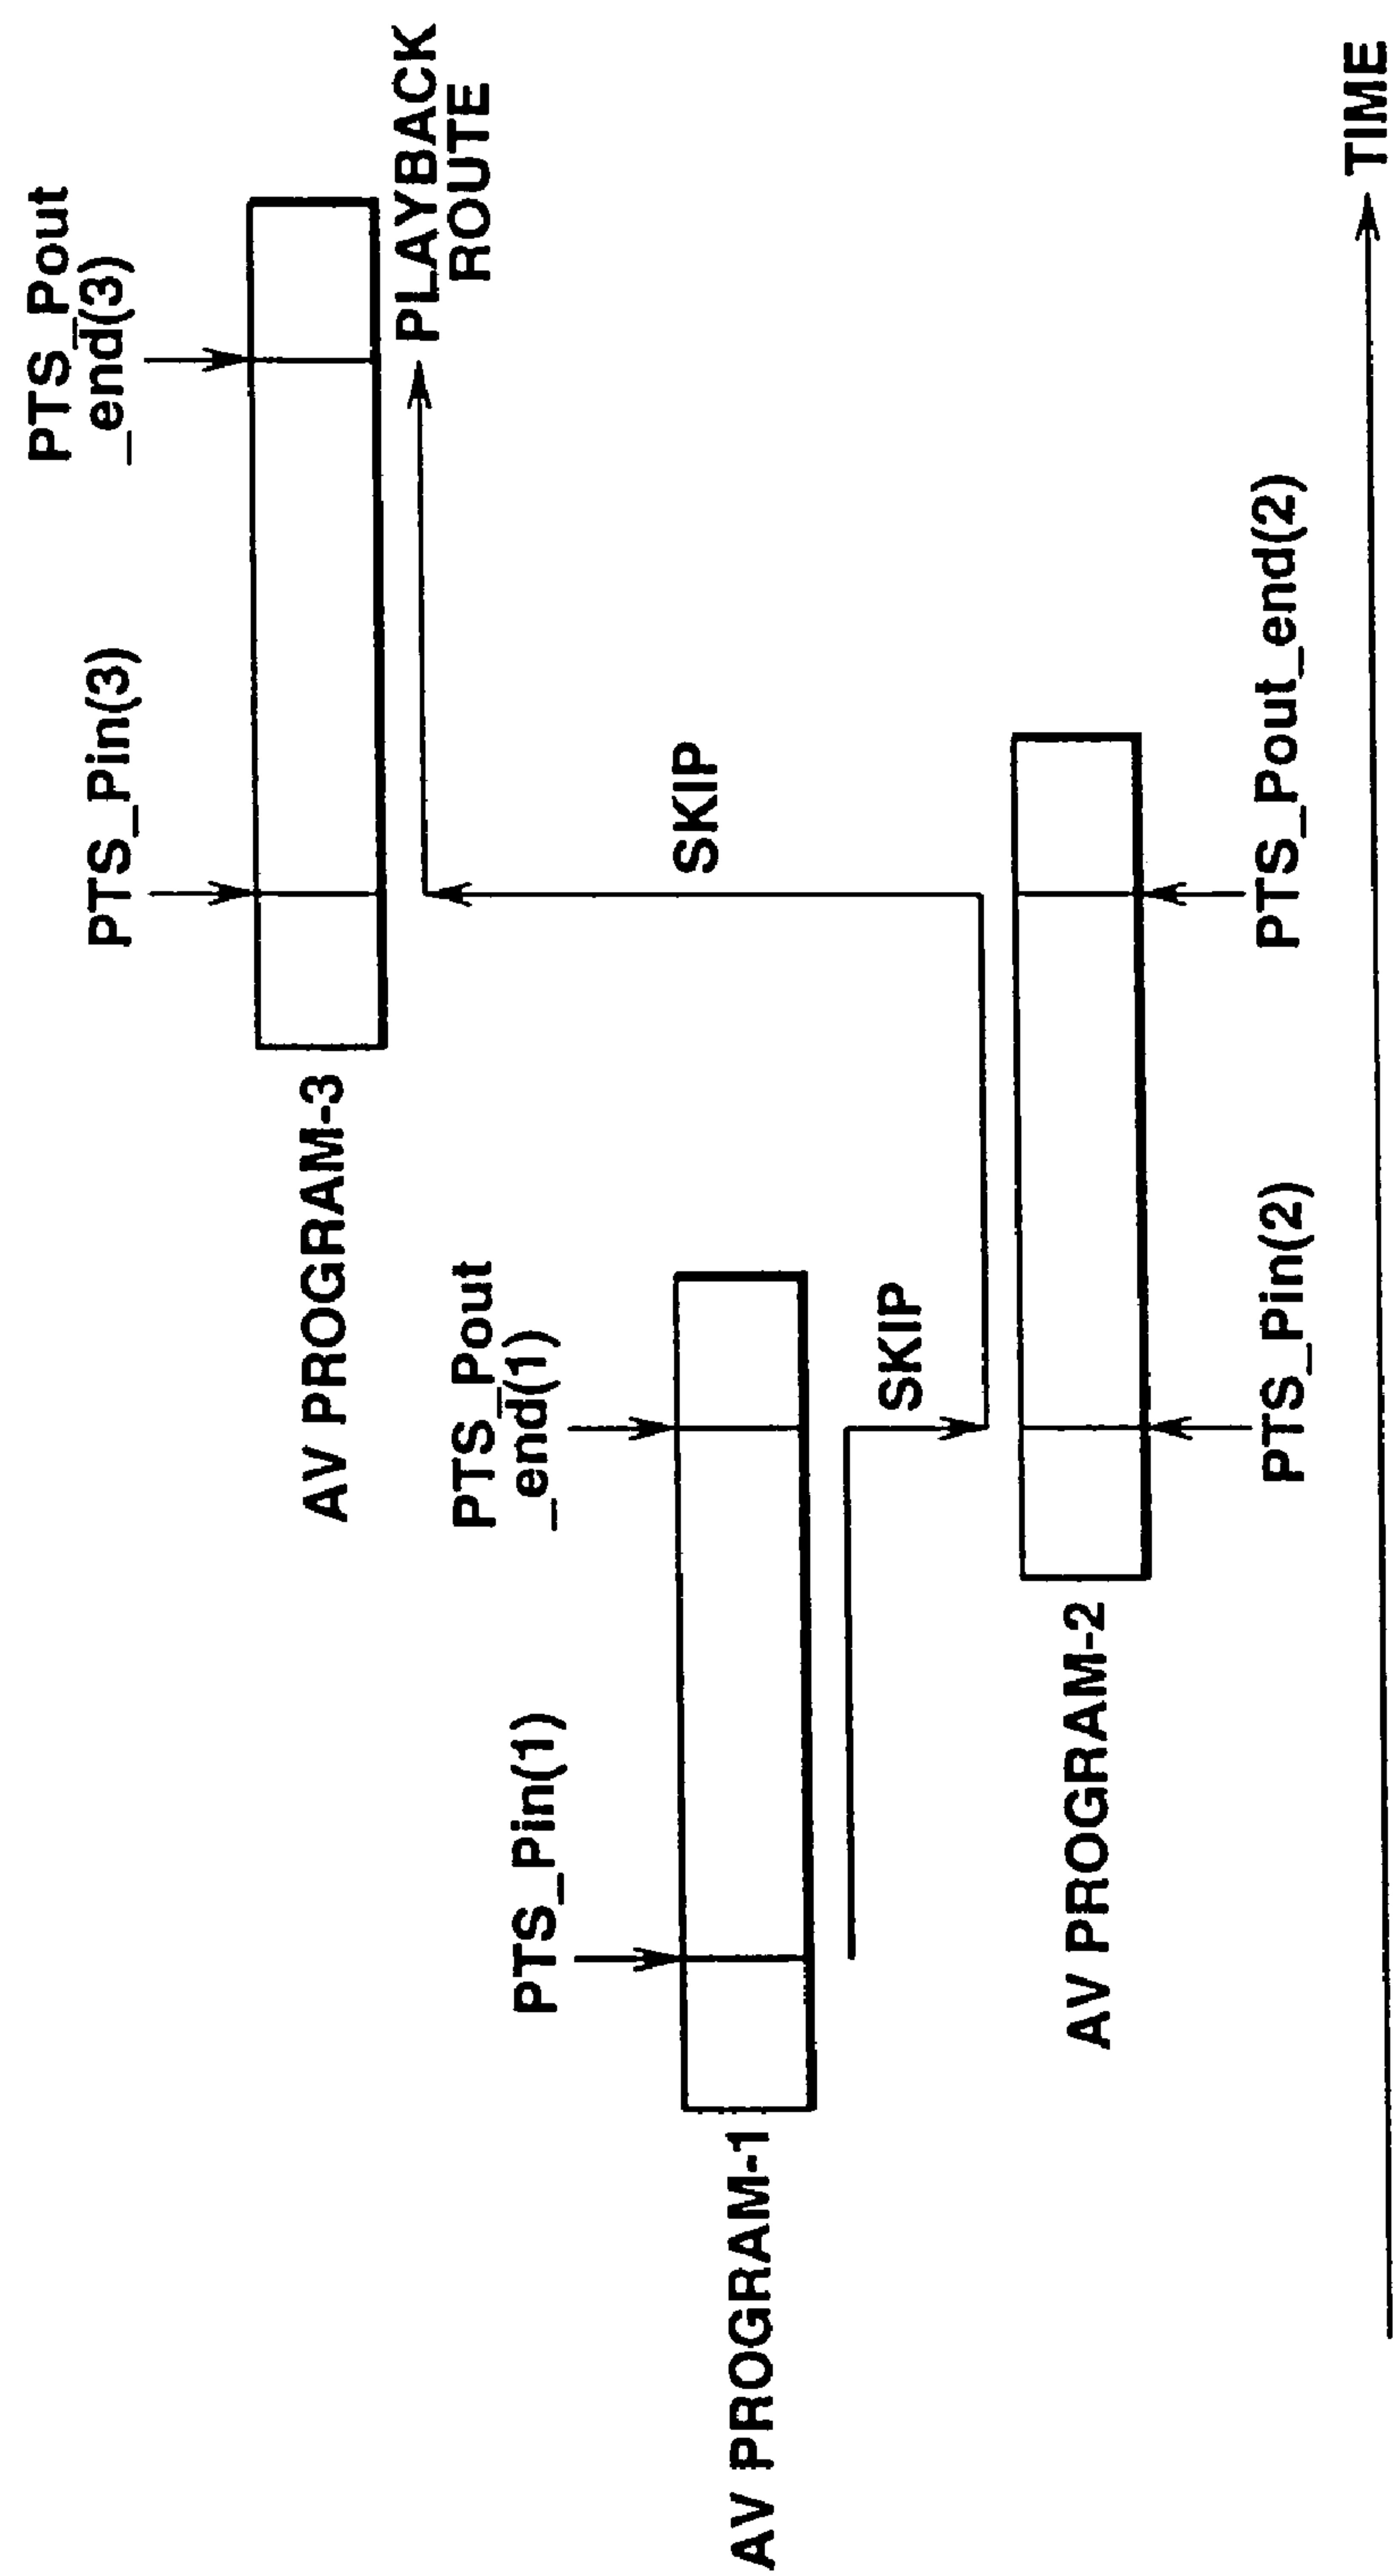 PTS_Pout
_end(3)
PTS_Pin(3)
AV PROGRAM-3
PLAYBACK
ROUTE
PTS_Pout
_end(1)
PTS_Pin(1)
AV PROGRAM-1
SKIP
SKIP
AV PROGRAM-2
PTS_Pin(2)
PTS_Pout_end(2)
TIME